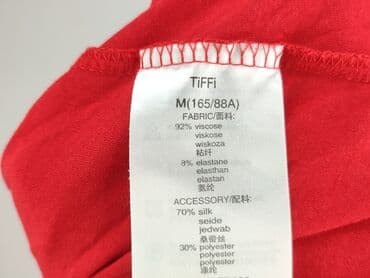 TiFFi
M(165/88A)
FABRIC/面料:
92% viscose
viskose
wiskoza
粘纤
8% elastane
elasthan
elastan
氨纶
ACCESSORY/配料:
70% silk
seide
jedwab
桑蚕丝
30% polyester
polyester
polyester
涤纶